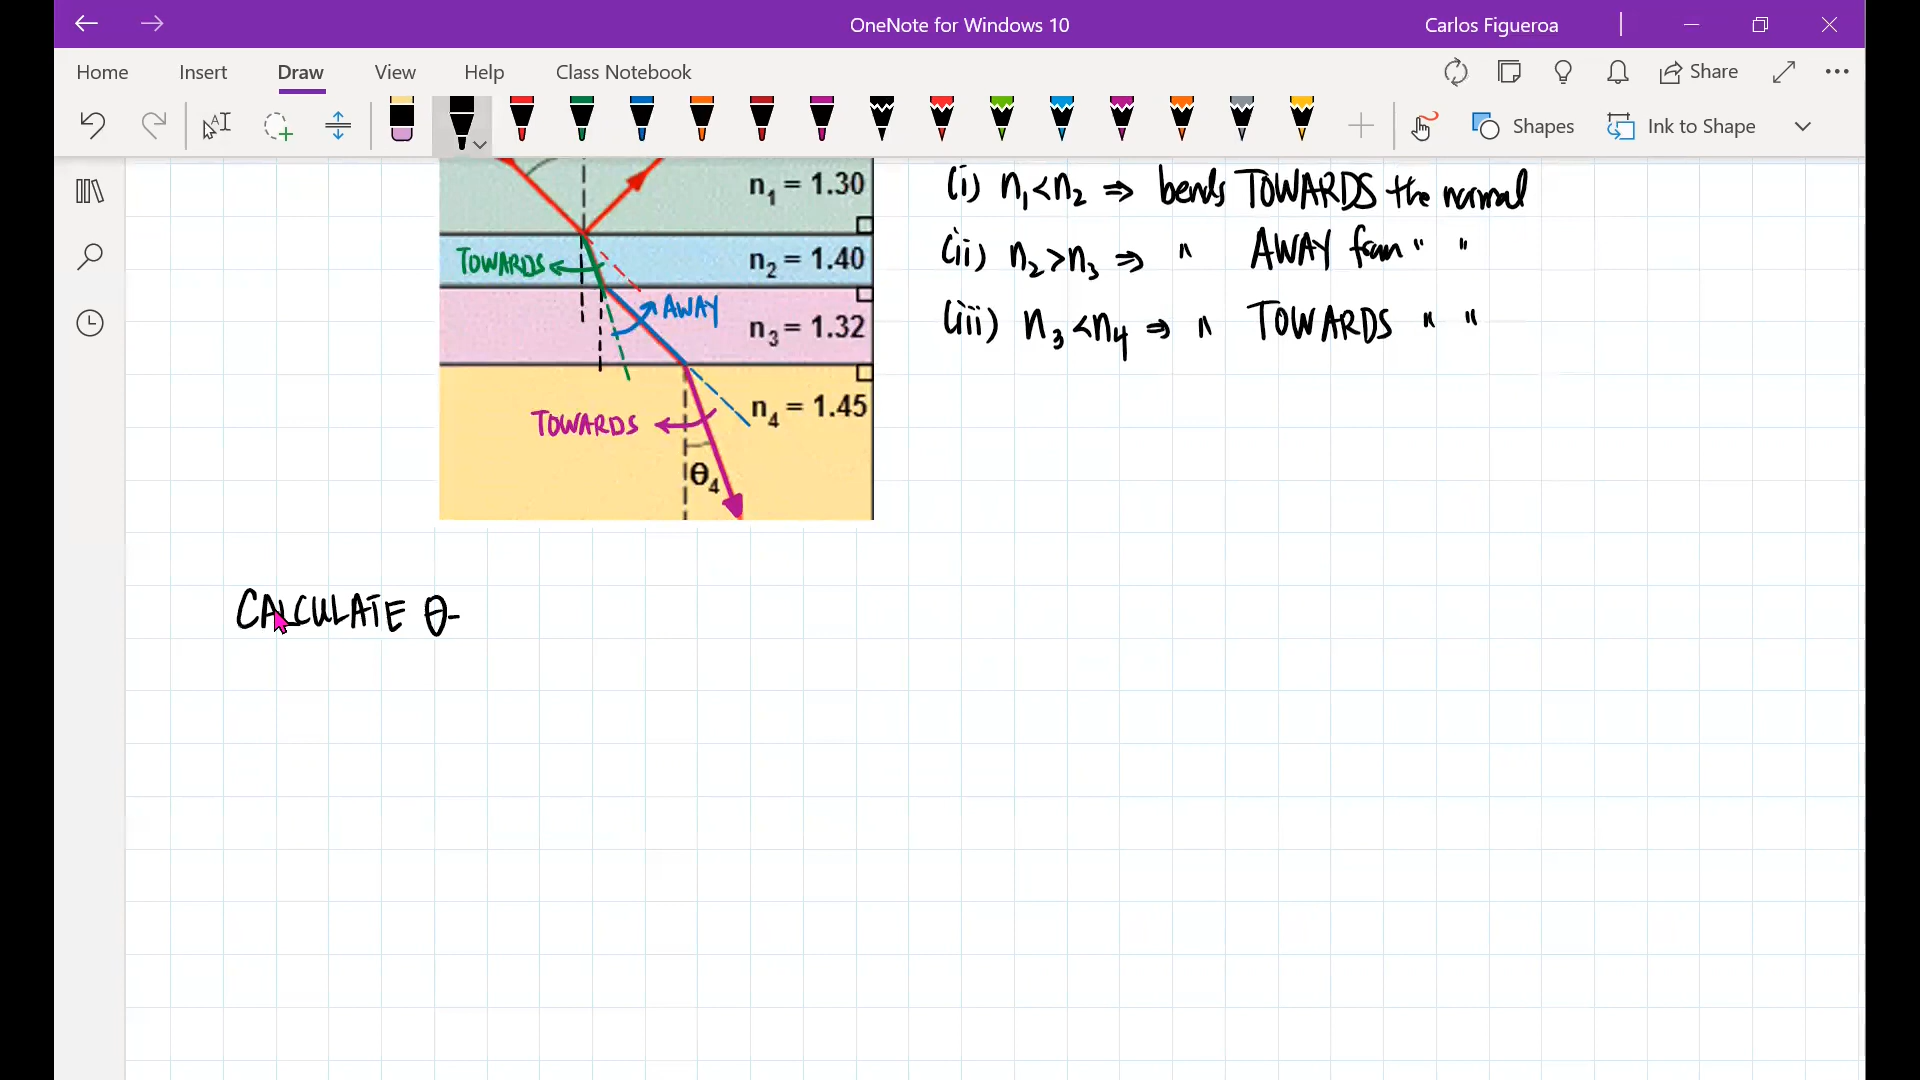 OneNote for Windows 10
Carlos Figueroa
Home Insert Draw View Help Class Notebook
Share
Shapes
Ink to Shape
n1 = 1.30
n2 = 1.40
n3 = 1.32
n4 = 1.45
TOWARDS
AWAY
TOWARDS
θ4
(i) n1<n2 ⇒ bends TOWARDS the normal
(ii) n2>n3 ⇒ " AWAY from " "
(iii) n3<n4 ⇒ " TOWARDS " "
CALCULATE θ-